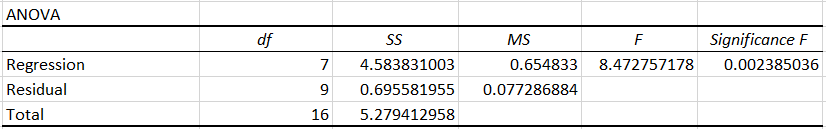 ANOVA
df SS MS F Significance F
Regression 7 4.583831003 0.654833 8.472757178 0.002385036
Residual 9 0.695581955 0.077286884
Total 16 5.279412958